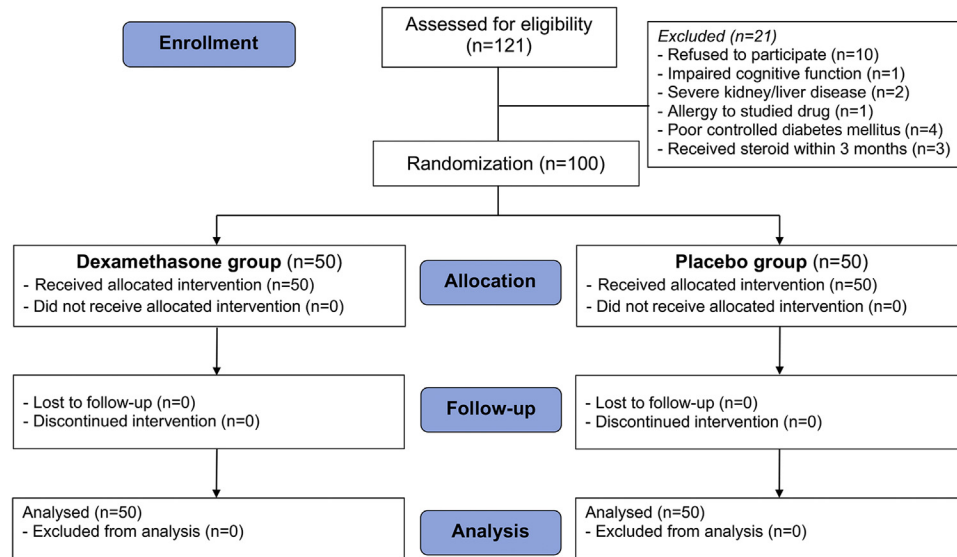 Enrollment
Assessed for eligibility
(n=121)
Excluded (n=21)
- Refused to participate (n=10)
- Impaired cognitive function (n=1)
- Severe kidney/liver disease (n=2)
- Allergy to studied drug (n=1)
- Poor controlled diabetes mellitus (n=4)
- Received steroid within 3 months (n=3)
Randomization (n=100)
Dexamethasone group (n=50)
- Received allocated intervention (n=50)
- Did not receive allocated intervention (n=0)
Allocation
Placebo group (n=50)
- Received allocated intervention (n=50)
- Did not receive allocated intervention (n=0)
- Lost to follow-up (n=0)
- Discontinued intervention (n=0)
Follow-up
- Lost to follow-up (n=0)
- Discontinued intervention (n=0)
Analysed (n=50)
- Excluded from analysis (n=0)
Analysis
Analysed (n=50)
- Excluded from analysis (n=0)